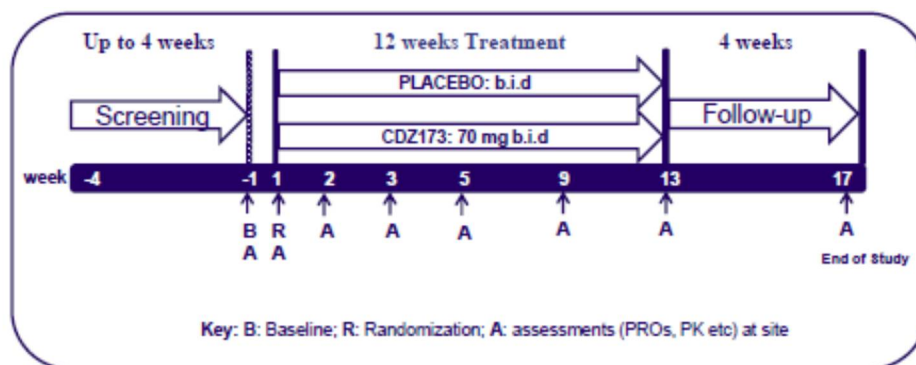 Up to 4 weeks 12 weeks Treatment 4 weeks
PLACEBO: b.i.d
Screening Follow-up
CDZ173: 70 mg b.i.d
week -4 -1 1 2 3 5 9 13 17
B R A A A A A A
A A End of Study
Key: B: Baseline; R: Randomization; A: assessments (PROs, PK etc) at site